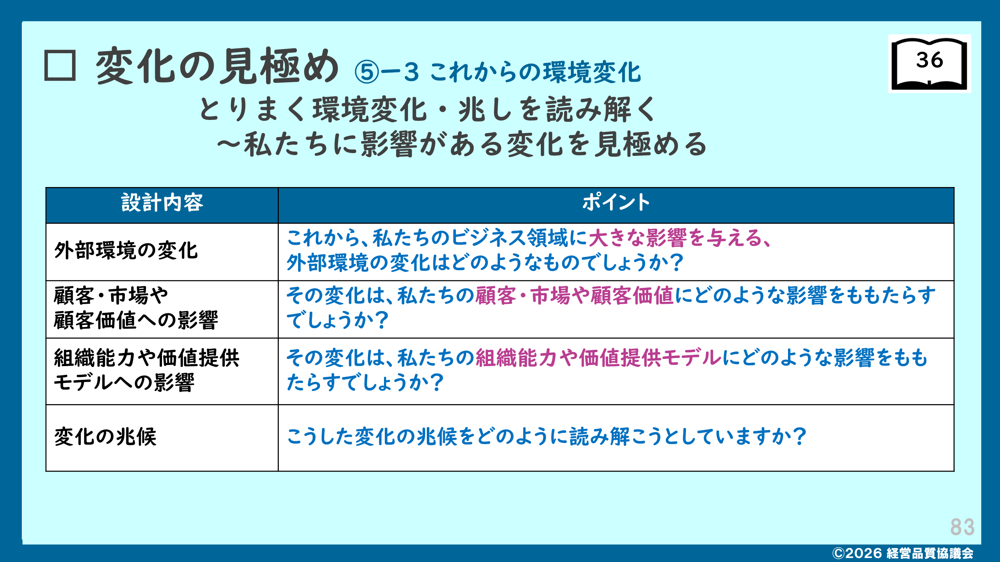 □ 変化の見極め ⑤ー3 これからの環境変化
とりまく環境変化・兆しを読み解く
～私たちに影響がある変化を見極める
36
設計内容
ポイント
外部環境の変化
これから、私たちのビジネス領域に大きな影響を与える、
外部環境の変化はどのようなものでしょうか？
顧客・市場や
顧客価値への影響
その変化は、私たちの顧客・市場や顧客価値にどのような影響をももたらす
でしょうか？
組織能力や価値提供
モデルへの影響
その変化は、私たちの組織能力や価値提供モデルにどのような影響をもも
たらすでしょうか？
変化の兆候
こうした変化の兆候をどのように読み解こうとしていますか？
83
©2026 経営品質協議会